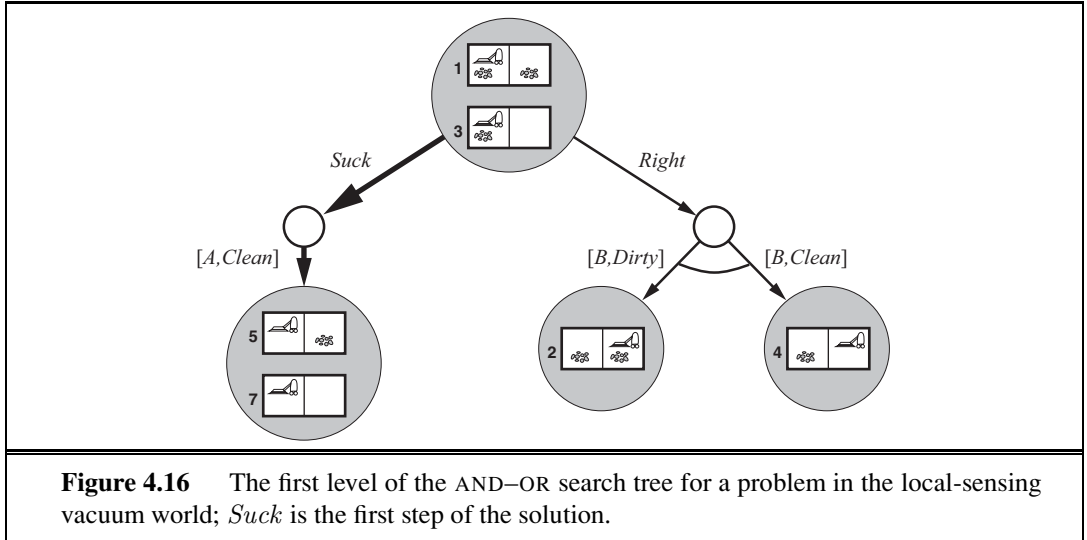 1
3
Suck
Right
[A,Clean]
[B,Dirty]
[B,Clean]
5
2
4
7
Figure 4.16 The first level of the AND–OR search tree for a problem in the local-sensing
vacuum world; Suck is the first step of the solution.